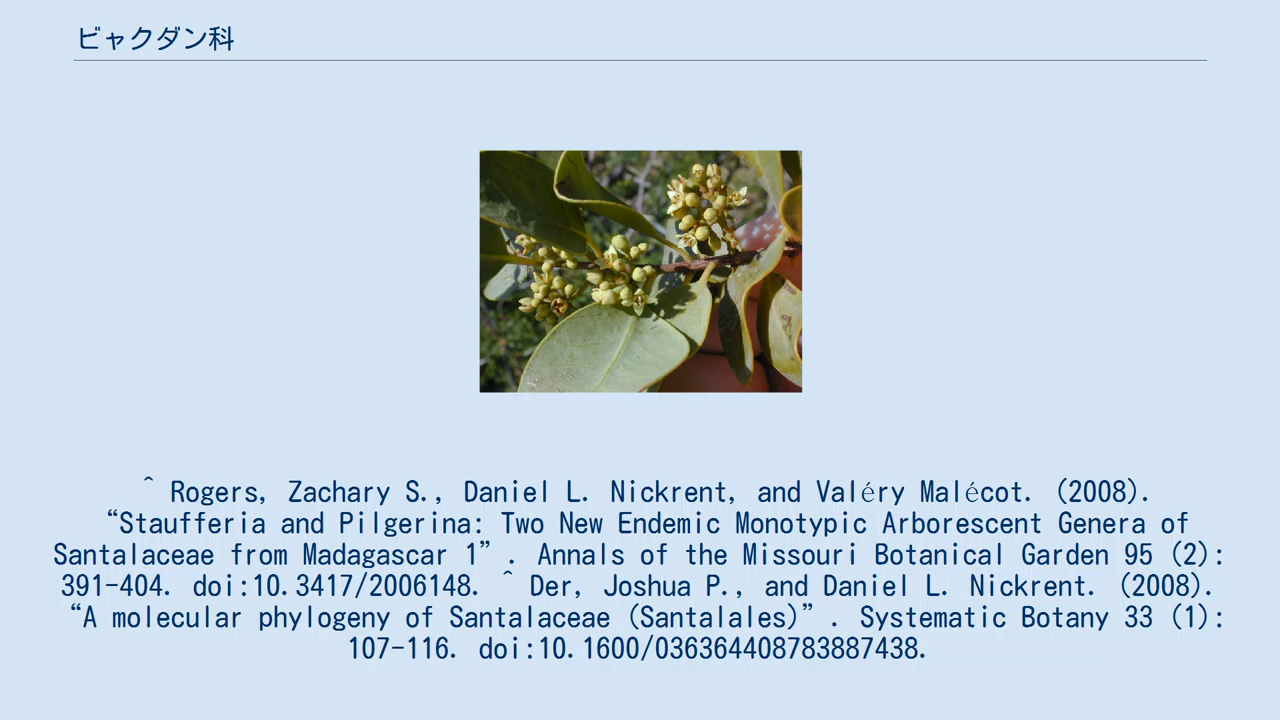 ビャクダン科
^ Rogers, Zachary S., Daniel L. Nickrent, and Valéry Malécot. (2008).
“Staufferia and Pilgerina: Two New Endemic Monotypic Arborescent Genera of
Santalaceae from Madagascar 1”. Annals of the Missouri Botanical Garden 95 (2):
391-404. doi:10.3417/2006148. ^ Der, Joshua P., and Daniel L. Nickrent. (2008).
“A molecular phylogeny of Santalaceae (Santalales)”. Systematic Botany 33 (1):
107-116. doi:10.1600/036364408783887438.